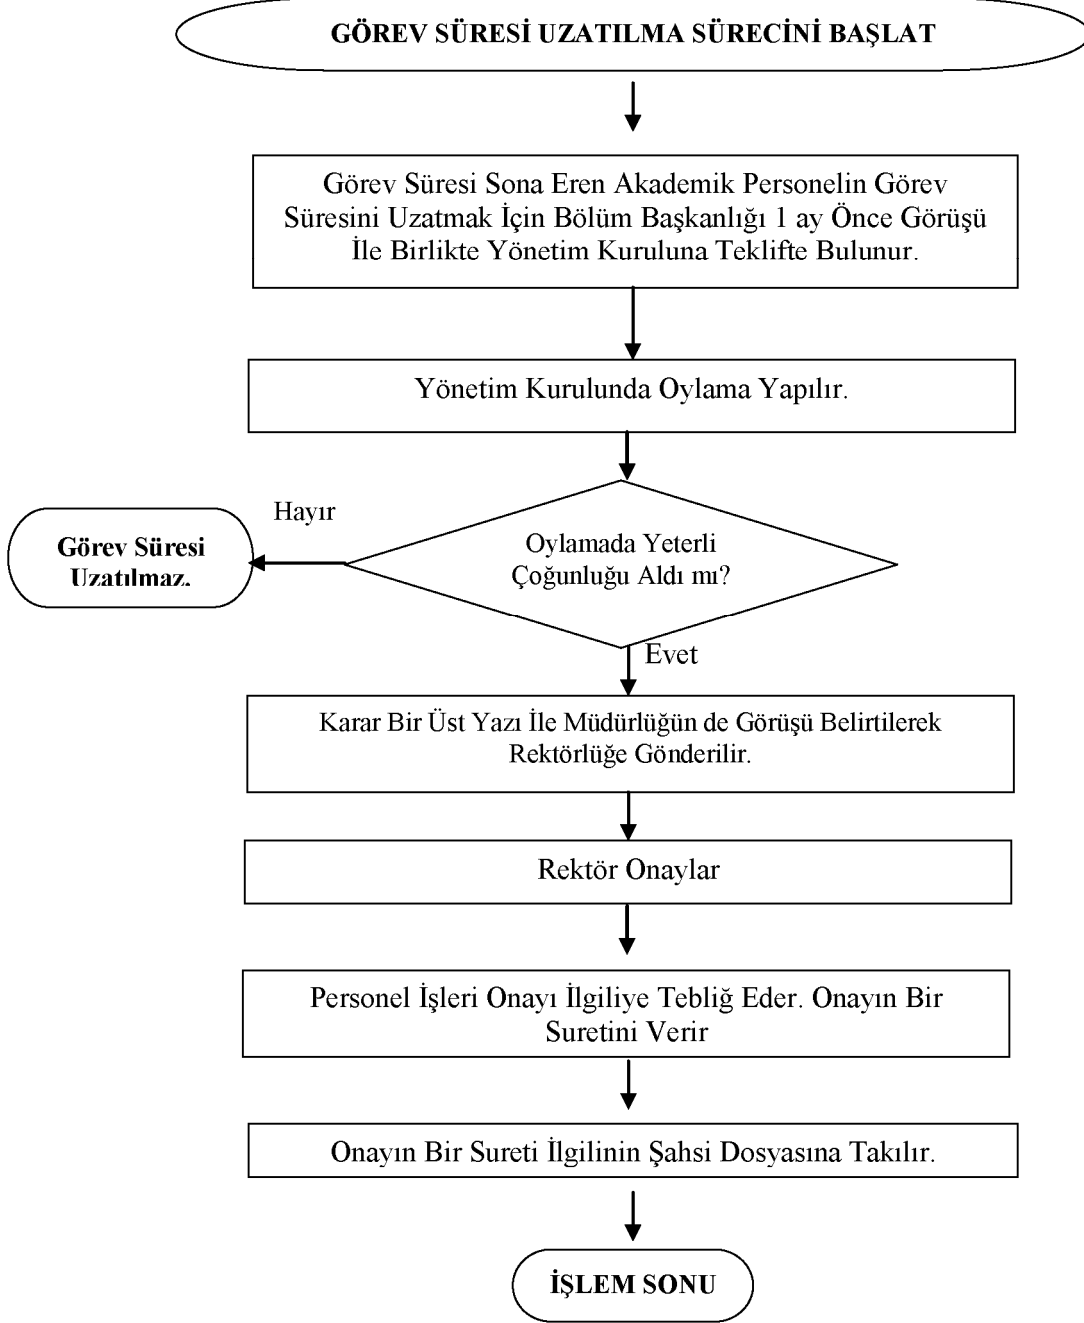 GÖREV SÜRESİ UZATILMA SÜRECİNİ BAŞLAT
Görev Süresi Sona Eren Akademik Personelin Görev
Süresini Uzatmak İçin Bölüm Başkanlığı 1 ay Önce Görüşü
İle Birlikte Yönetim Kuruluna Teklifte Bulunur.
Yönetim Kurulunda Oylama Yapılır.
Hayır
Görev Süresi
Uzatılmaz.
Oylamada Yeterli
Çoğunluğu Aldı mı?
Evet
Karar Bir Üst Yazı İle Müdürlüğün de Görüşü Belirtilerek
Rektörlüğe Gönderilir.
Rektör Onaylar
Personel İşleri Onayı İlgiliye Tebliğ Eder. Onayın Bir
Suretini Verir
Onayın Bir Sureti İlgilinin Şahsi Dosyasına Takılır.
İŞLEM SONU